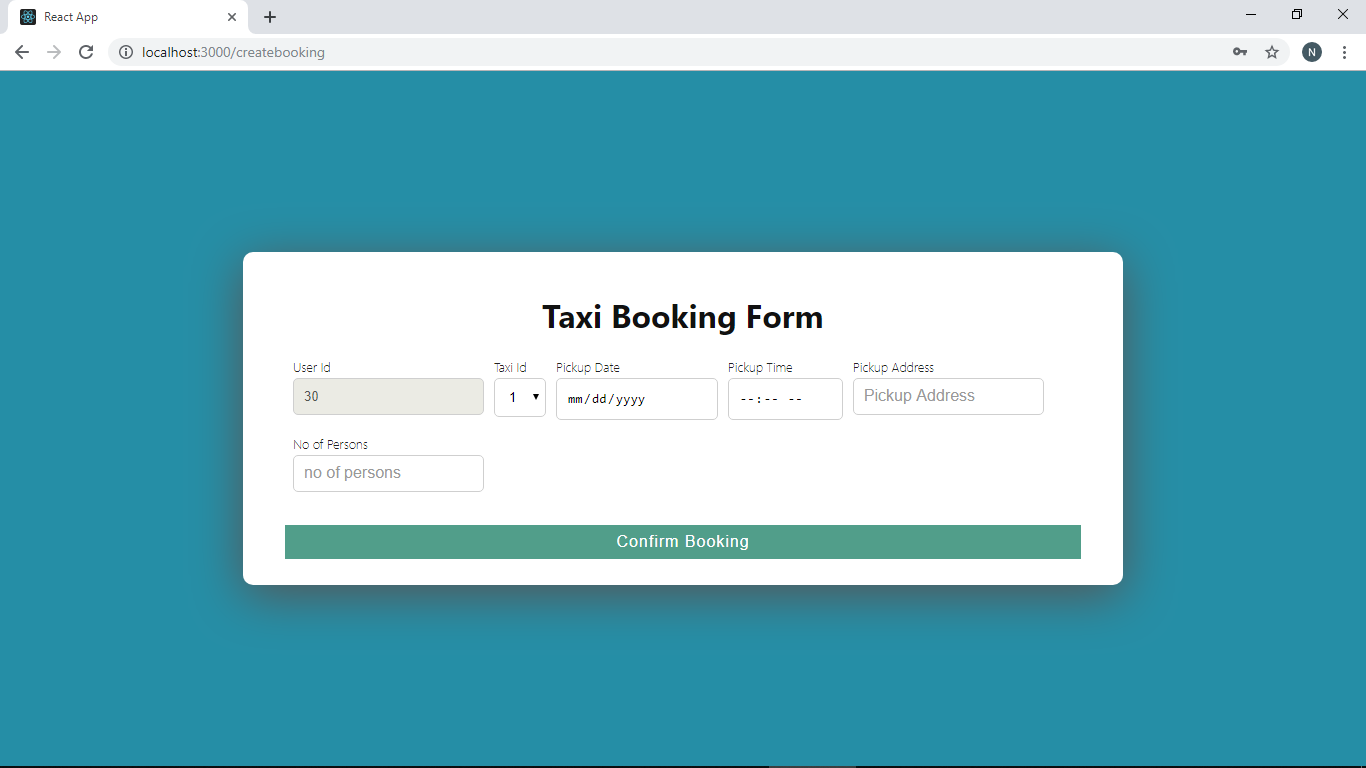 React App
localhost:3000/createbooking
N
Taxi Booking Form
User Id Taxi Id Pickup Date Pickup Time Pickup Address
30 1 mm/dd/yyyy --:-- -- Pickup Address
No of Persons
no of persons
Confirm Booking